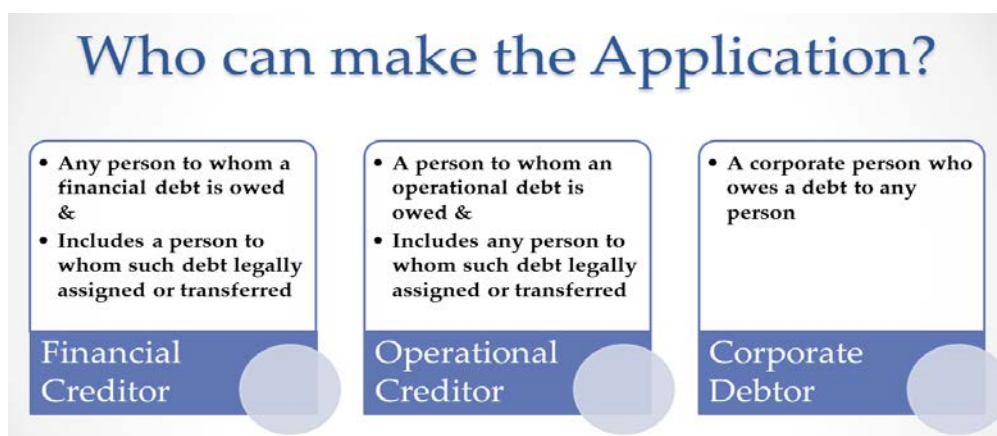 Who can make the Application?
• Any person to whom a
financial debt is owed
&
• Includes a person to
whom such debt legally
assigned or transferred
Financial
Creditor
• A person to whom an
operational debt is
owed &
• Includes any person to
whom such debt legally
assigned or transferred
Operational
Creditor
• A corporate person who
owes a debt to any
person
Corporate
Debtor